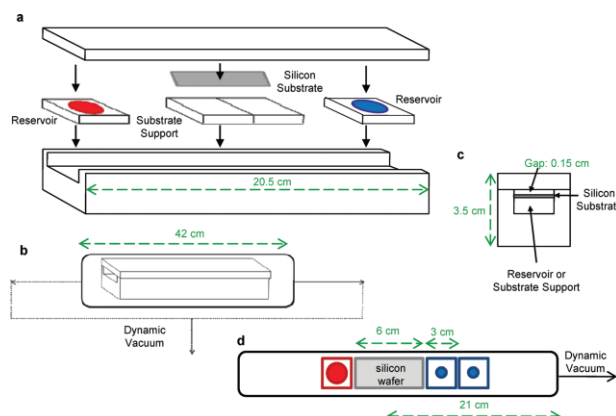 a
Silicon
Substrate
Reservoir
Substrate
Support
Reservoir
20.5 cm
c
Gap: 0.15 cm
Silicon
Substrat
3.5 cm
Reservoir or
Substrate Support
b
42 cm
Dynamic
Vacuum
d
6 cm
3 cm
silicon
wafer
Dynamic
Vacuum
21 cm